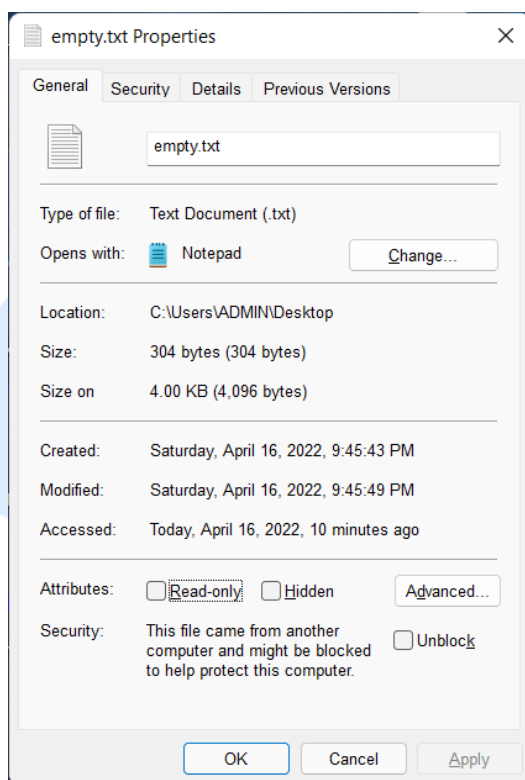 empty.txt Properties
General Security Details Previous Versions
empty.txt
Type of file: Text Document (.txt)
Opens with: Notepad Change...
Location: C:\Users\ADMIN\Desktop
Size: 304 bytes (304 bytes)
Size on 4.00 KB (4,096 bytes)
Created: Saturday, April 16, 2022, 9:45:43 PM
Modified: Saturday, April 16, 2022, 9:45:49 PM
Accessed: Today, April 16, 2022, 10 minutes ago
Attributes: Read-only Hidden Advanced...
Security: This file came from another
computer and might be blocked Unblock
to help protect this computer.
OK Cancel Apply